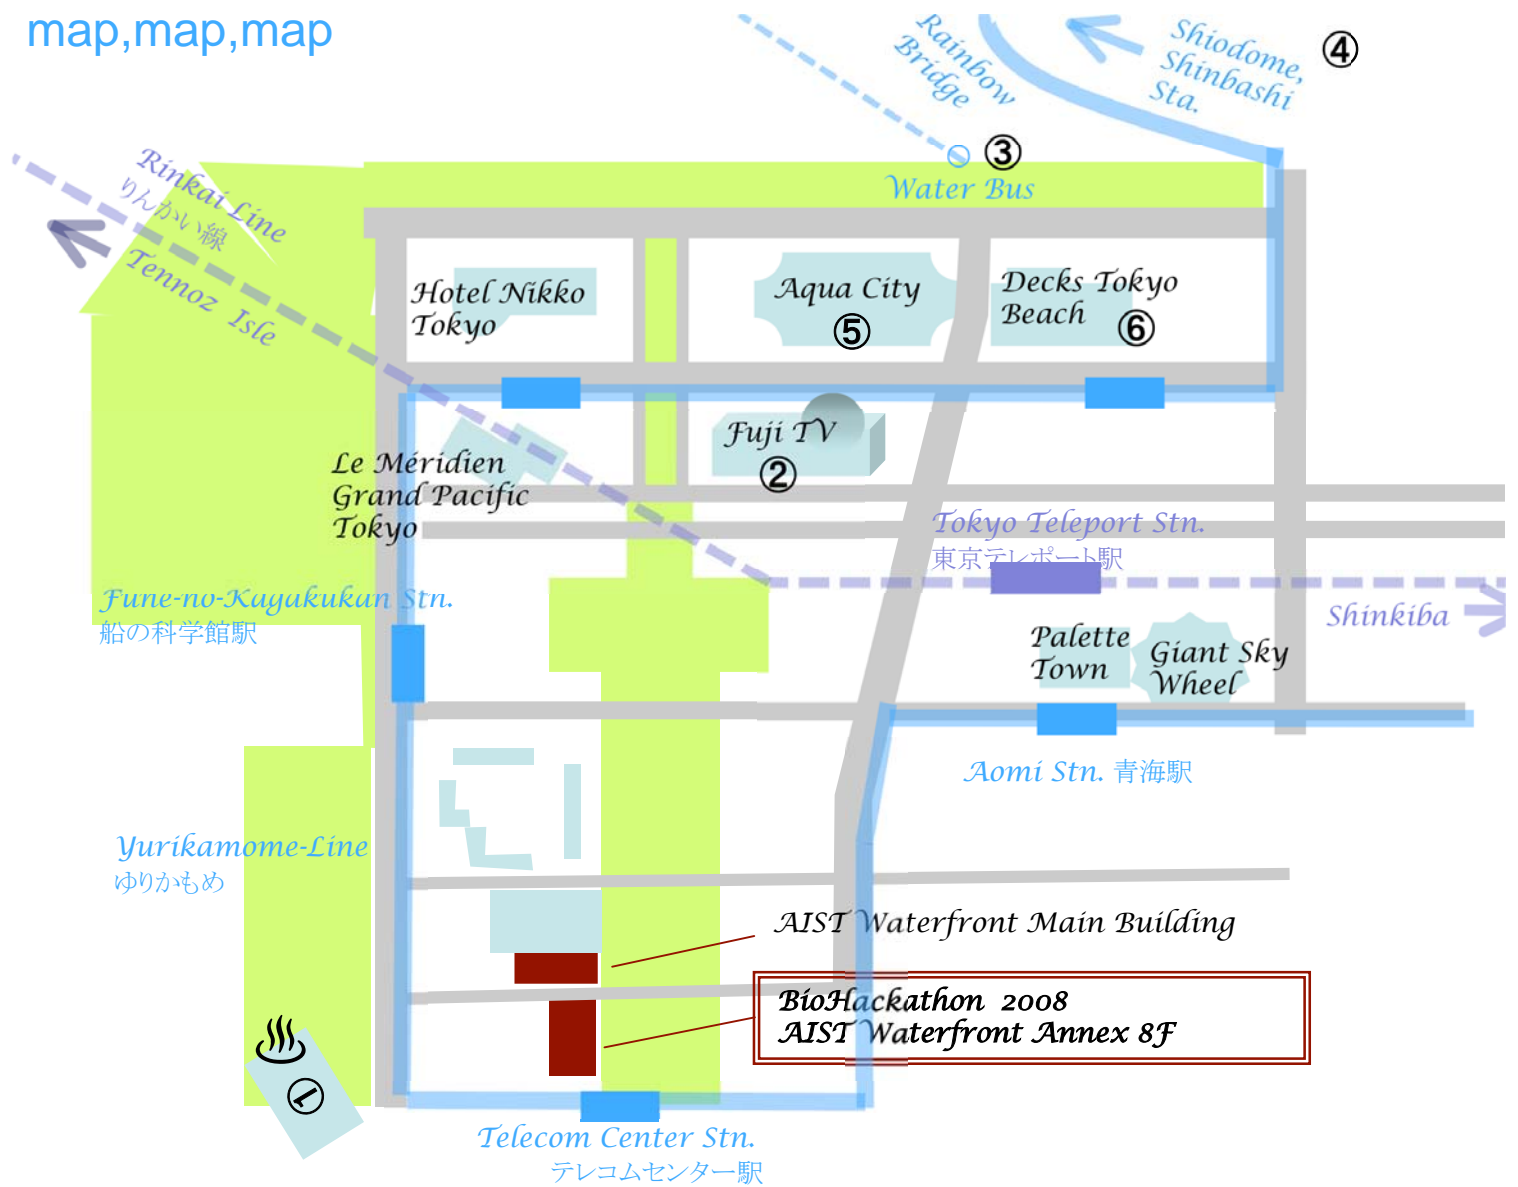 map,map,map
Rainbow
Bridge
Shiodome,
Shinbashi
Sta.
④
③
Water Bus
Rinkai Line
りんかい線
Tennoz Isle
Hotel Nikko
Tokyo
Aqua City
⑤
Decks Tokyo
Beach
⑥
Fuji TV
②
Le Méridien
Grand Pacific
Tokyo
Tokyo Teleport Stn.
東京テレポート駅
Fune-no-Kagakukan Stn.
船の科学館駅
Shinkiba
Palette
Town
Giant Sky
Wheel
Aomi Stn. 青海駅
Yurikamome-Line
ゆりかもめ
AIST Waterfront Main Building
BioHackathon 2008
AIST Waterfront Annex 8F
①
Telecom Center Stn.
テレコムセンター駅